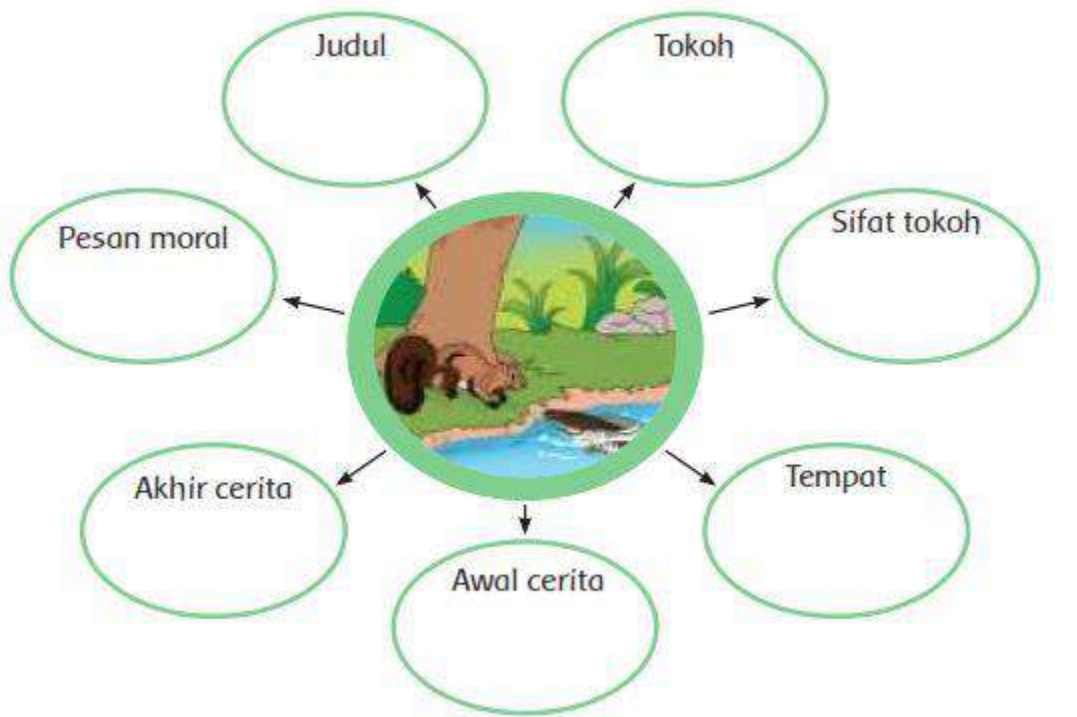 Judul
Tokoh
Pesan moral
Sifat tokoh
Akhir cerita
Tempat
Awal cerita